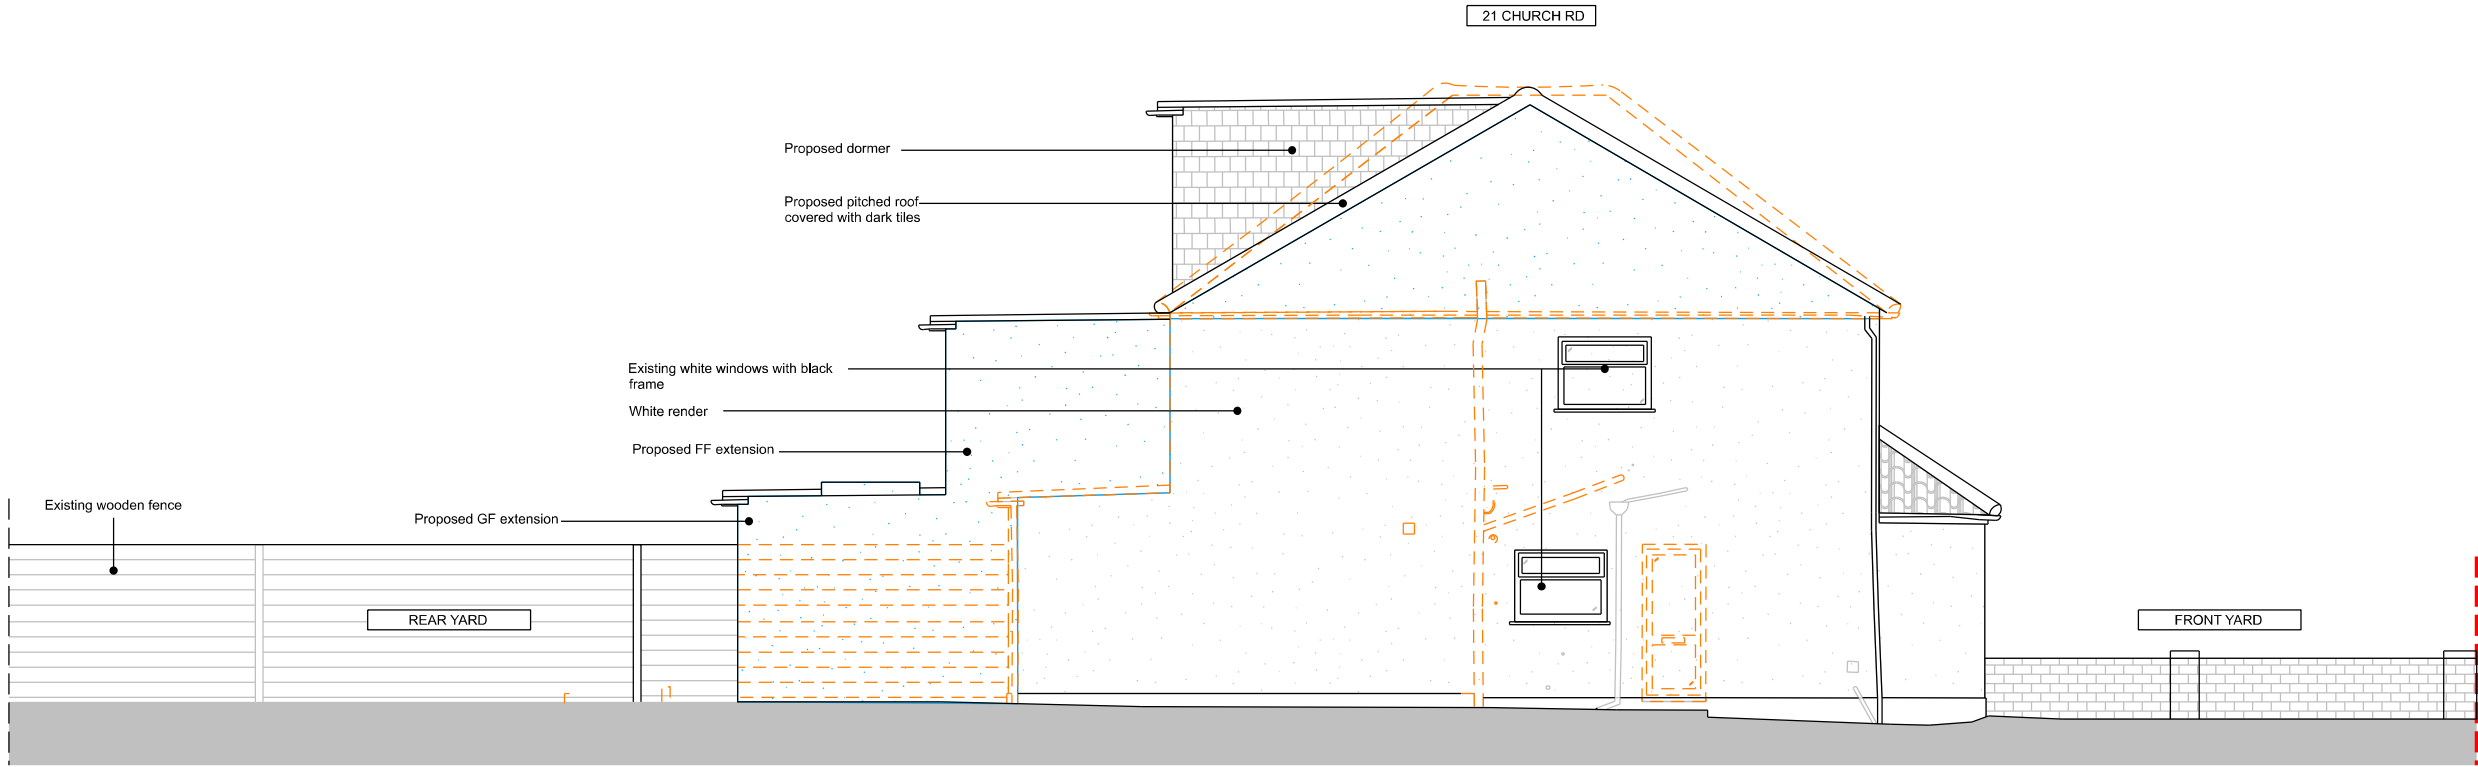 21 CHURCH RD
Proposed dormer
Proposed pitched roof
covered with dark tiles
Existing white windows with black
frame
White render
Proposed FF extension
Existing wooden fence
Proposed GF extension
REAR YARD
FRONT YARD